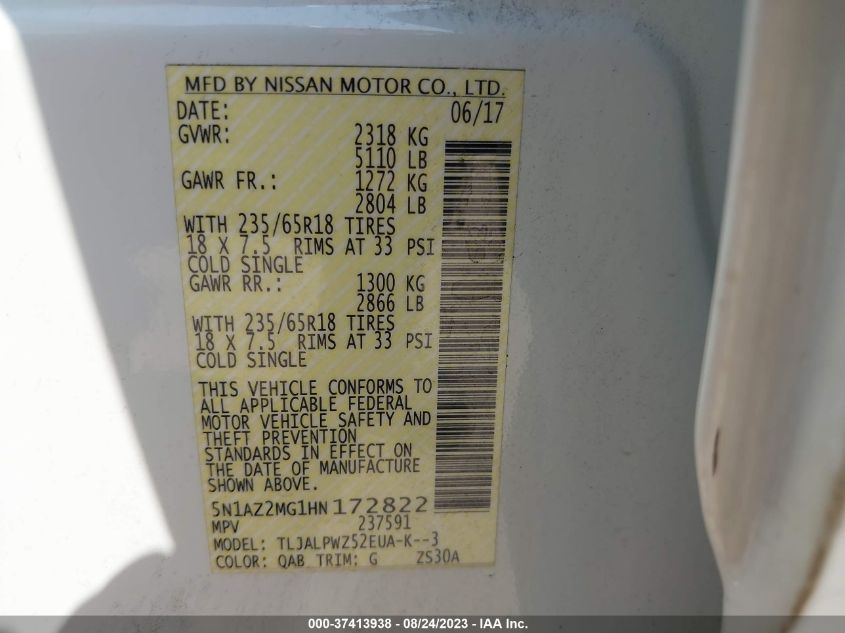 MFD BY NISSAN MOTOR CO., LTD.
DATE: 06/17
GVWR: 2318 KG
5110 LB
GAWR FR.: 1272 KG
2804 LB
WITH 235/65R18 TIRES
18 X 7.5 RIMS AT 33 PSI
COLD SINGLE
GAWR RR.: 1300 KG
2866 LB
WITH 235/65R18 TIRES
18 X 7.5 RIMS AT 33 PSI
COLD SINGLE
THIS VEHICLE CONFORMS TO
ALL APPLICABLE FEDERAL
MOTOR VEHICLE SAFETY AND
THEFT PREVENTION
STANDARDS IN EFFECT ON
THE DATE OF MANUFACTURE
SHOWN ABOVE.
5N1AZ2MG1HN172822
MPV 237591
MODEL: TLJALPWZ52EUA-K--3
COLOR: QAB TRIM: G ZS30A
000-37413938 - 08/24/2023 - IAA Inc.